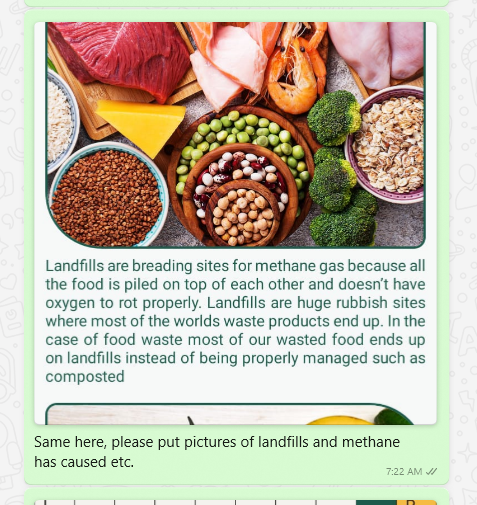 Landfills are breading sites for methane gas because all
the food is piled on top of each other and doesn't have
oxygen to rot properly. Landfills are huge rubbish sites
where most of the worlds waste products end up. In the
case of food waste most of our wasted food ends up
on landfills instead of being properly managed such as
composted
Same here, please put pictures of landfills and methane
has caused etc.
7:22 AM